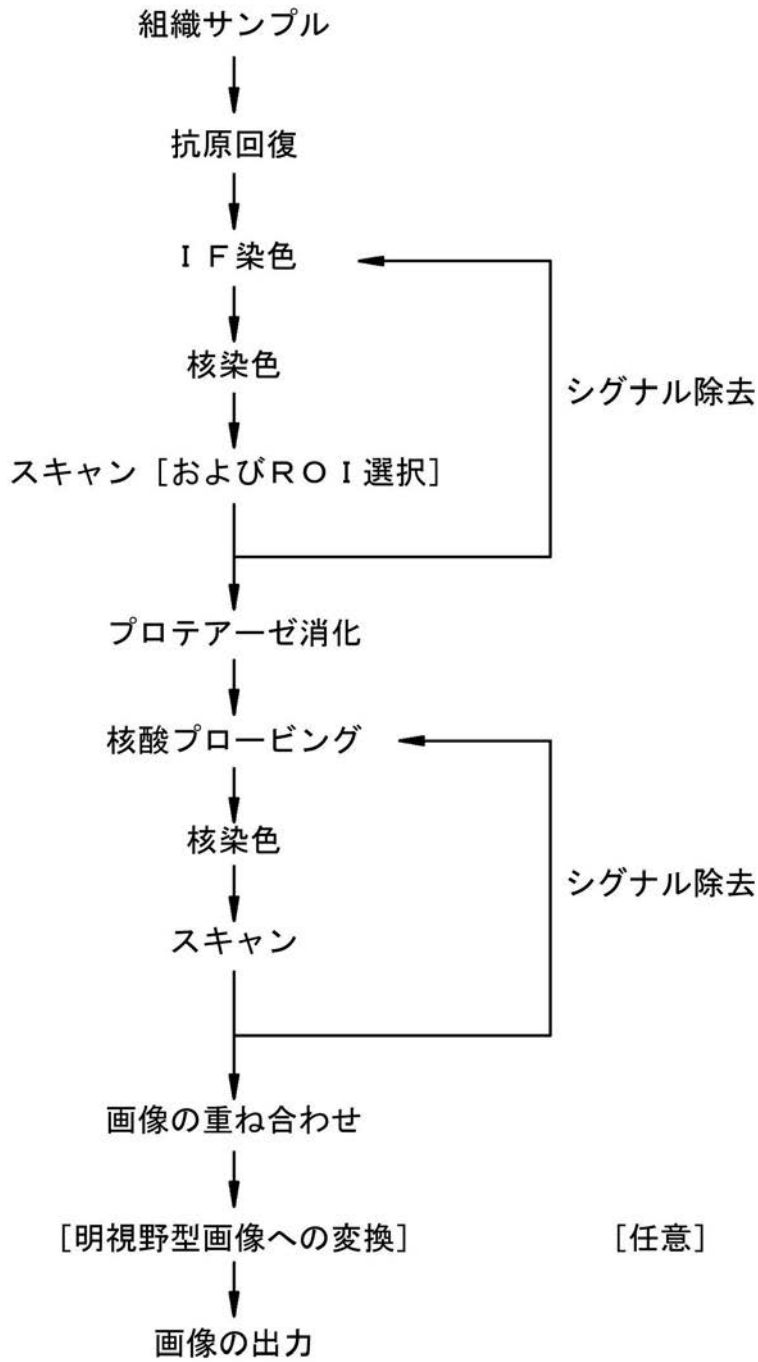 組織サンプル
抗原回復
ＩＦ染色
核染色
シグナル除去
スキャン［およびＲＯＩ選択］
プロテアーゼ消化
核酸プロービング
核染色
シグナル除去
スキャン
画像の重ね合わせ
［明視野型画像への変換］
［任意］
画像の出力